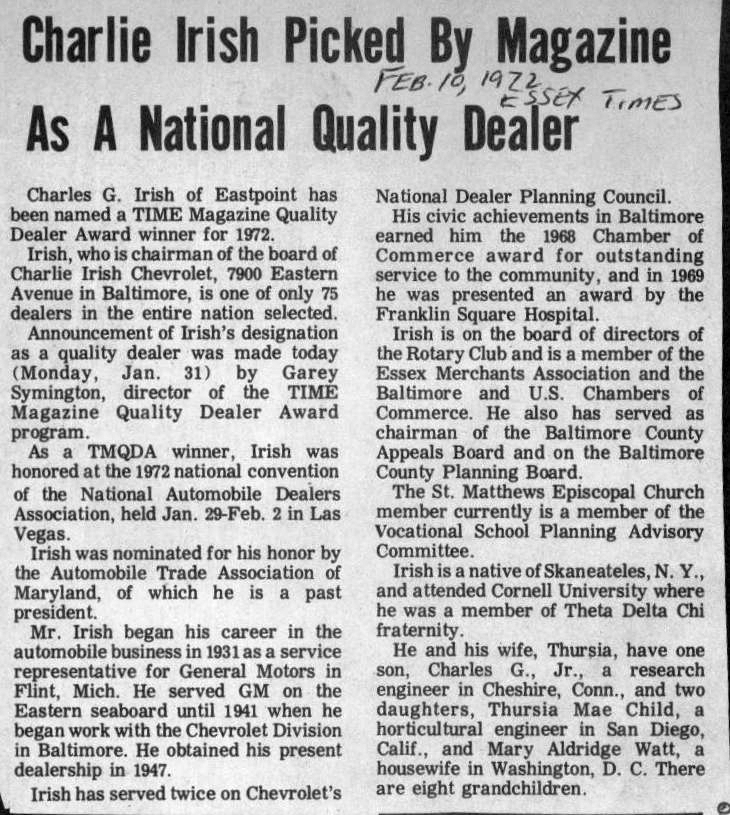 Charlie Irish Picked By Magazine
FEB. 10, 1972
ESSEX TIMES
As A National Quality Dealer
Charles G. Irish of Eastpoint has
been named a TIME Magazine Quality
Dealer Award winner for 1972.
Irish, who is chairman of the board of
Charlie Irish Chevrolet, 7900 Eastern
Avenue in Baltimore, is one of only 75
dealers in the entire nation selected.
Announcement of Irish's designation
as a quality dealer was made today
(Monday, Jan. 31) by Garey
Symington, director of the TIME
Magazine Quality Dealer Award
program.
As a TMQDA winner, Irish was
honored at the 1972 national convention
of the National Automobile Dealers
Association, held Jan. 29-Feb. 2 in Las
Vegas.
Irish was nominated for his honor by
the Automobile Trade Association of
Maryland, of which he is a past
president.
Mr. Irish began his career in the
automobile business in 1931 as a service
representative for General Motors in
Flint, Mich. He served GM on the
Eastern seaboard until 1941 when he
began work with the Chevrolet Division
in Baltimore. He obtained his present
dealership in 1947.
Irish has served twice on Chevrolet's
National Dealer Planning Council.
His civic achievements in Baltimore
earned him the 1968 Chamber of
Commerce award for outstanding
service to the community, and in 1969
he was presented an award by the
Franklin Square Hospital.
Irish is on the board of directors of
the Rotary Club and is a member of the
Essex Merchants Association and the
Baltimore and U.S. Chambers of
Commerce. He also has served as
chairman of the Baltimore County
Appeals Board and on the Baltimore
County Planning Board.
The St. Matthews Episcopal Church
member currently is a member of the
Vocational School Planning Advisory
Committee.
Irish is a native of Skaneateles, N. Y.,
and attended Cornell University where
he was a member of Theta Delta Chi
fraternity.
He and his wife, Thursia, have one
son, Charles G., Jr., a research
engineer in Cheshire, Conn., and two
daughters, Thursia Mae Child, a
horticultural engineer in San Diego,
Calif., and Mary Aldridge Watt, a
housewife in Washington, D. C. There
are eight grandchildren.